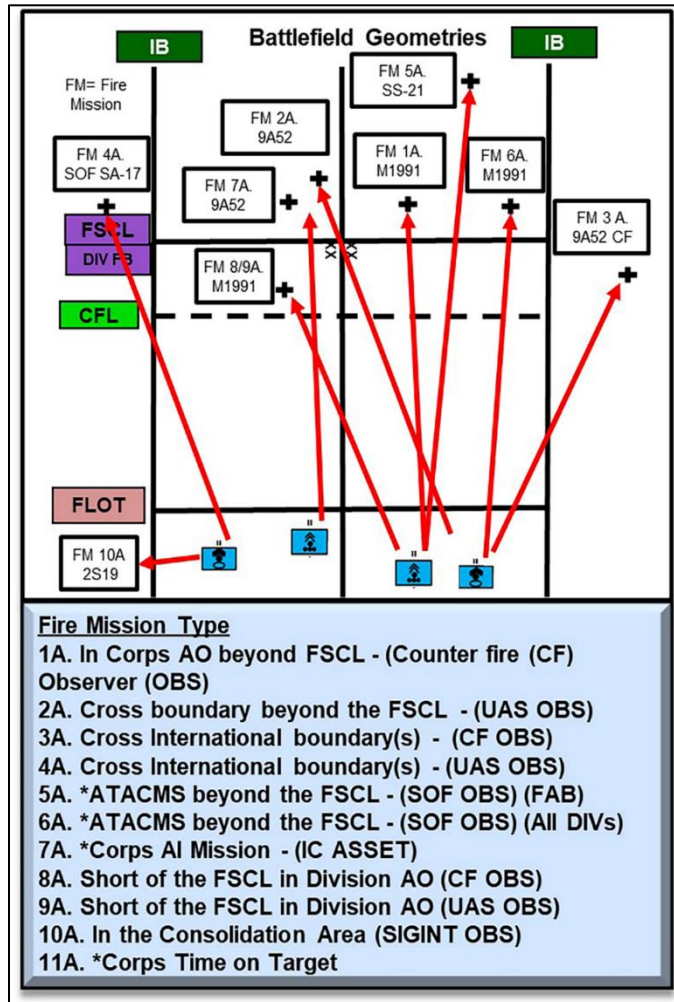 IB
Battlefield Geometries
IB
FM= Fire
Mission
FM 5A.
SS-21
FM 2A.
9A52
FM 4A.
SOF SA-17
FM 7A.
9A52
FM 1A.
M1991
FM 6A.
M1991
FM 3 A.
9A52 CF
FSCL
DIV FB
XX
XX
FM 8/9A.
M1991
CFL
FLOT
FM 10A
2S19
II
II
II
II
Fire Mission Type
1A. In Corps AO beyond FSCL - (Counter fire (CF)
Observer (OBS)
2A. Cross boundary beyond the FSCL - (UAS OBS)
3A. Cross International boundary(s) - (CF OBS)
4A. Cross International boundary(s) - (UAS OBS)
5A. *ATACMS beyond the FSCL - (SOF OBS) (FAB)
6A. *ATACMS beyond the FSCL - (SOF OBS) (All DIVs)
7A. *Corps AI Mission - (IC ASSET)
8A. Short of the FSCL in Division AO (CF OBS)
9A. Short of the FSCL in Division AO (UAS OBS)
10A. In the Consolidation Area (SIGINT OBS)
11A. *Corps Time on Target